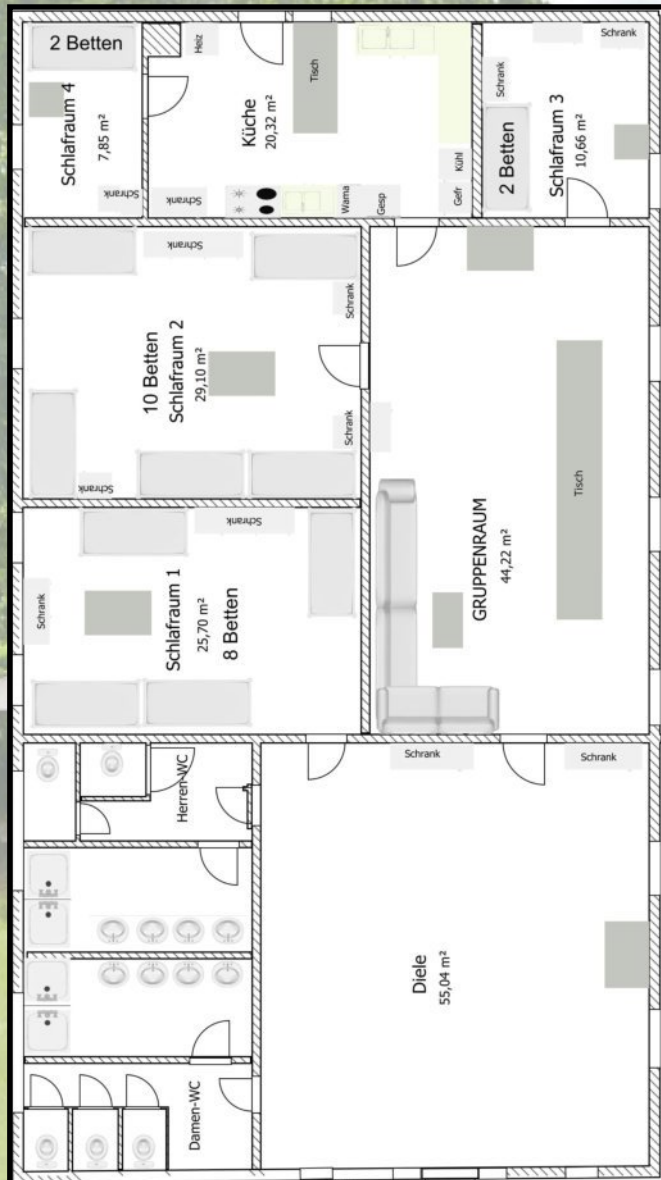 2 Betten
Schlafraum 4
7,85 m²
Schrank
Heiz
Küche
20,32 m²
Tisch
Schrank
Wama
Gesp
Kühl
Gefr
Schrank
Schrank
2 Betten
Schlafraum 3
10,66 m²
Schrank
Schrank
10 Betten
Schlafraum 2
29,10 m²
Schrank
Schrank
Tisch
GRUPPENRAUM
44,22 m²
Schrank
Schrank
Schlafraum 1
25,70 m²
8 Betten
Herren-WC
Schrank
Schrank
Diele
55,04 m²
Damen-WC